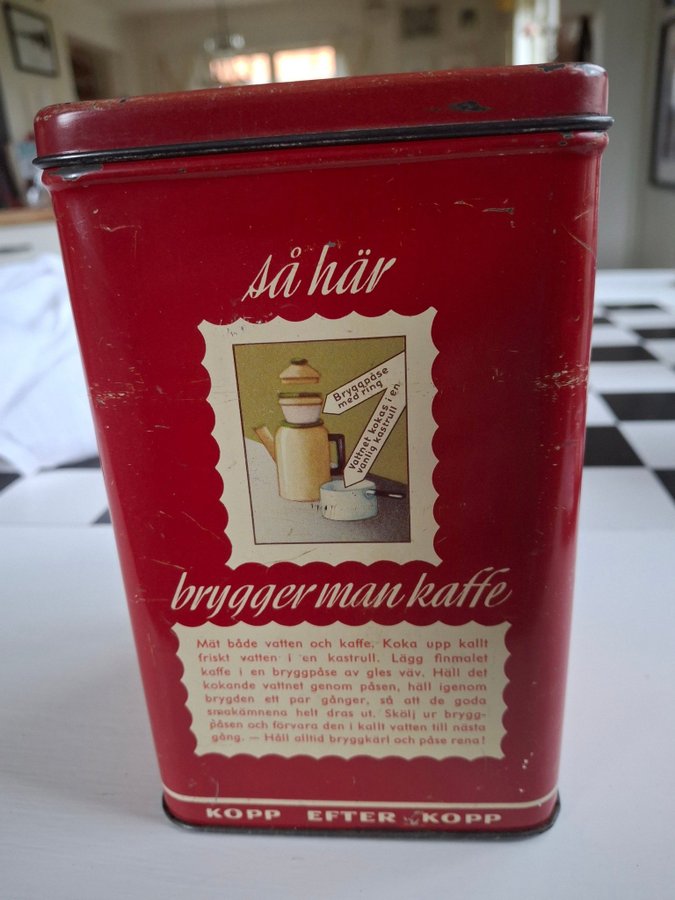 så här
Bryggpåse
med ring
Vattnet kokas i en
vanlig kastrull
brygger man kaffe
Mät både vatten och kaffe. Koka upp kallt
friskt vatten i en kastrull. Lägg finmalet
kaffe i en bryggpåse av gles väv. Häll det
kokande vattnet genom påsen, häll igenom
brygden ett par gånger, så att de goda
smakämnena helt dras ut. Skölj ur brygg-
påsen och förvara den i kallt vatten till nästa
gång. — Håll alltid bryggkärl och påse rena!
KOPP EFTER KOPP